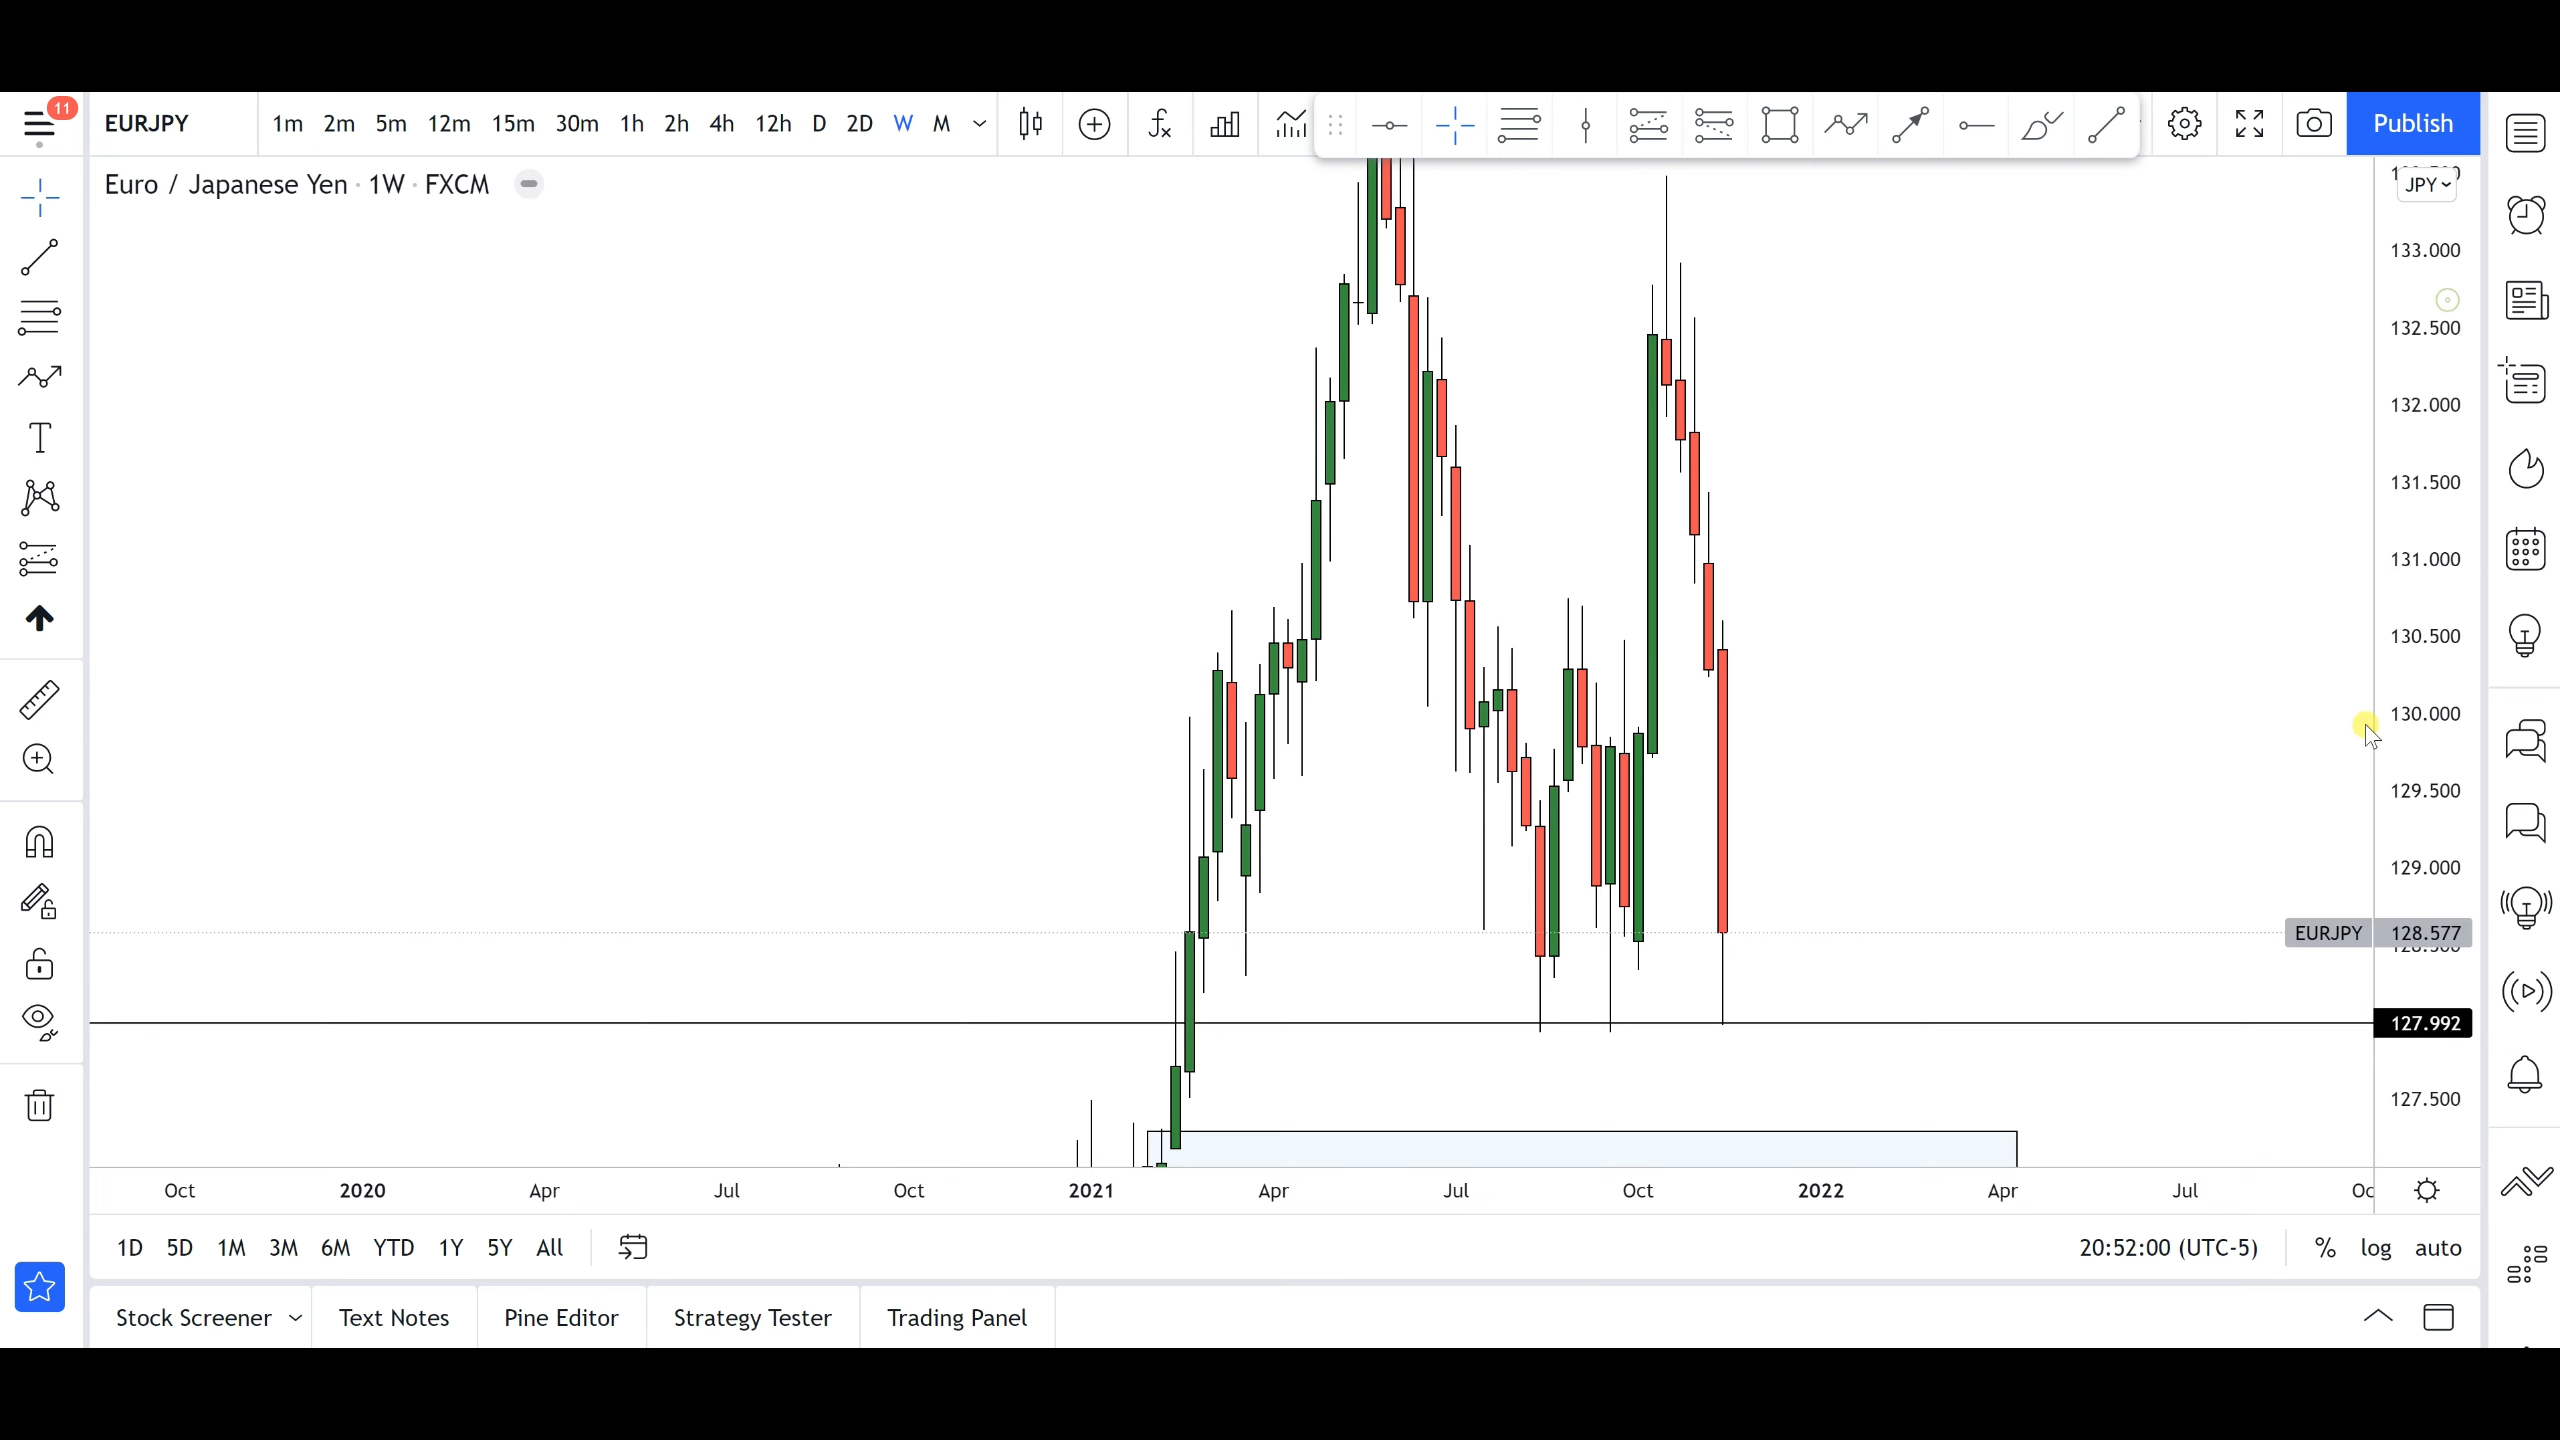 11
EURJPY 1m 2m 5m 12m 15m 30m 1h 2h 4h 12h D 2D W M Publish
Euro / Japanese Yen · 1W · FXCM
JPY
133.000
132.500
132.000
131.500
131.000
130.500
130.000
129.500
129.000
EURJPY 128.577
127.992
127.500
Oct 2020 Apr Jul Oct 2021 Apr Jul Oct 2022 Apr Jul Oc
1D 5D 1M 3M 6M YTD 1Y 5Y All 20:52:00 (UTC-5) % log auto
Stock Screener Text Notes Pine Editor Strategy Tester Trading Panel